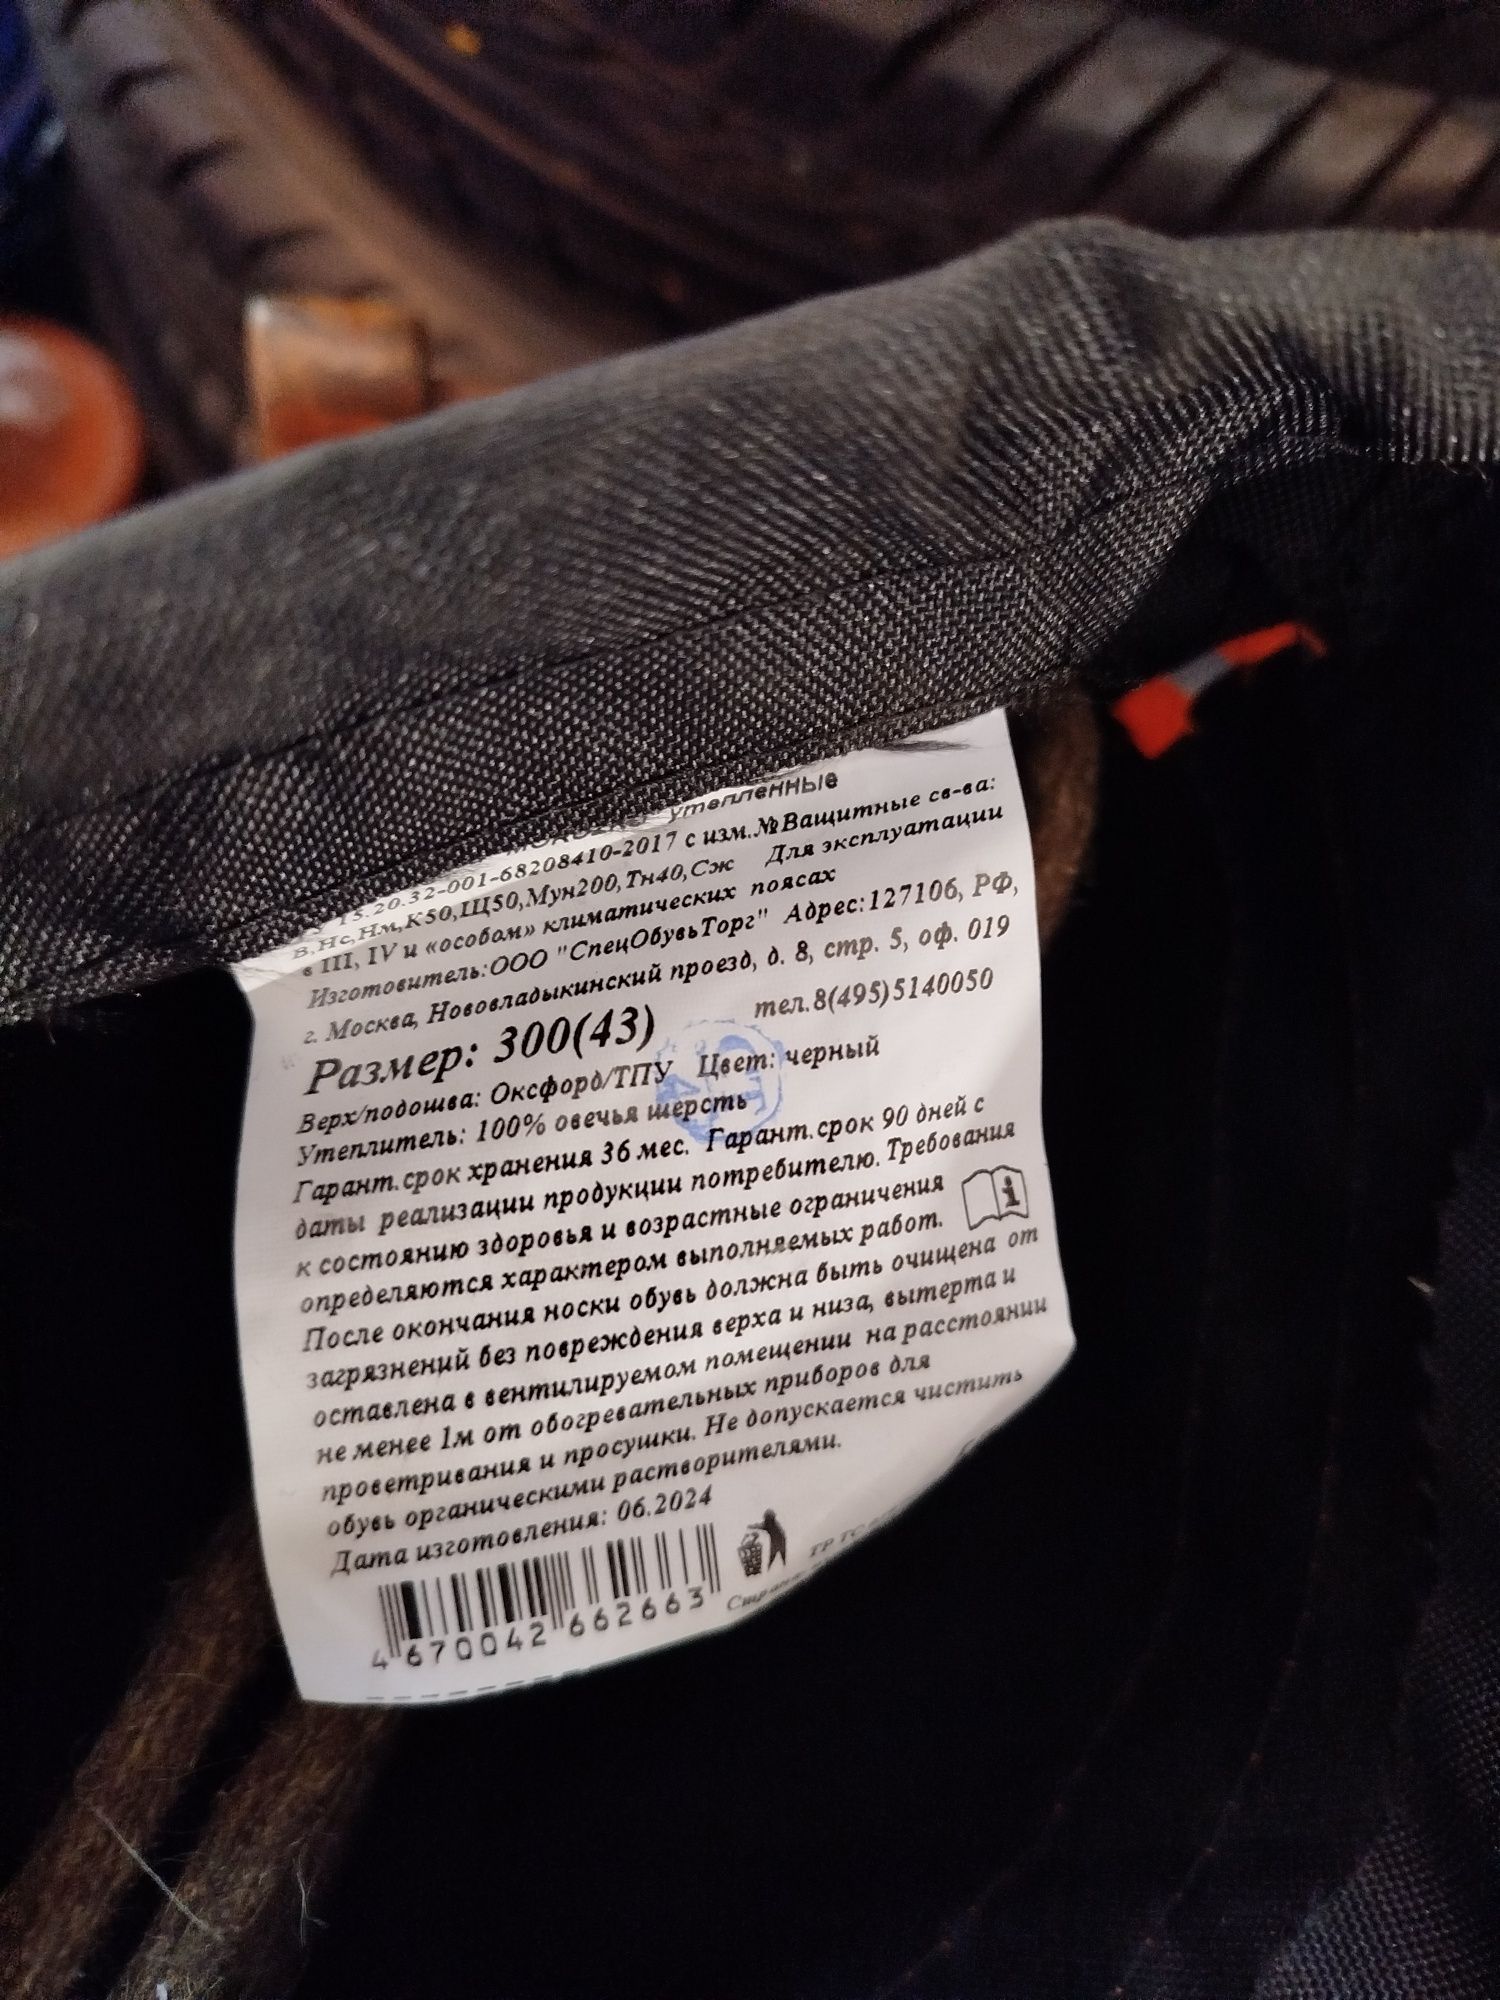 утепленные
15.20.32-001-68208410-2017 с изм.№ Защитные св-ва:
В,Нс,Нм,К50,Щ50,Мун200,Тн40,Сж Для эксплуатации
в III, IV и «особом» климатических поясах
Изготовитель:ООО "СпецОбувьТорг" Адрес:127106, РФ,
г. Москва, Нововладыкинский проезд, д. 8, стр. 5, оф. 019
тел.8(495)5140050
Размер: 300(43)
Верх/подошва: Оксфорд/ТПУ Цвет: черный
Утеплитель: 100% овечья шерсть
Гарант.срок хранения 36 мес. Гарант.срок 90 дней с
даты реализации продукции потребителю. Требования
к состоянию здоровья и возрастные ограничения
определяются характером выполняемых работ.
После окончания носки обувь должна быть очищена от
загрязнений без повреждения верха и низа, вытерта и
оставлена в вентилируемом помещении на расстоянии
не менее 1м от обогревательных приборов для
проветривания и просушки. Не допускается чистить
обувь органическими растворителями.
Дата изготовления: 06.2024
ТР ТС
4 670042 662663